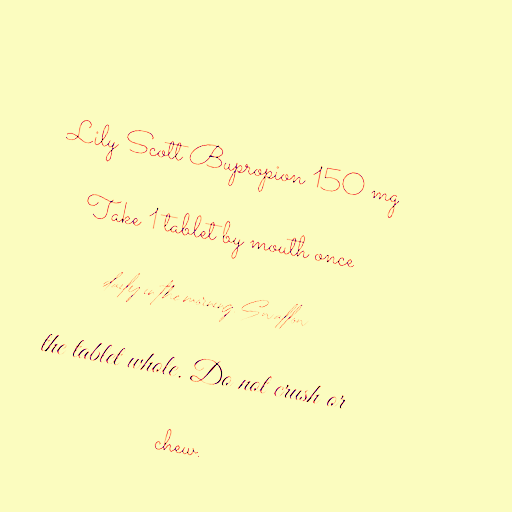 Lily Scott Bupropion 150 mg
Take 1 tablet by mouth once
daily in the morning. Swallow
the tablet whole. Do not crush or
chew.